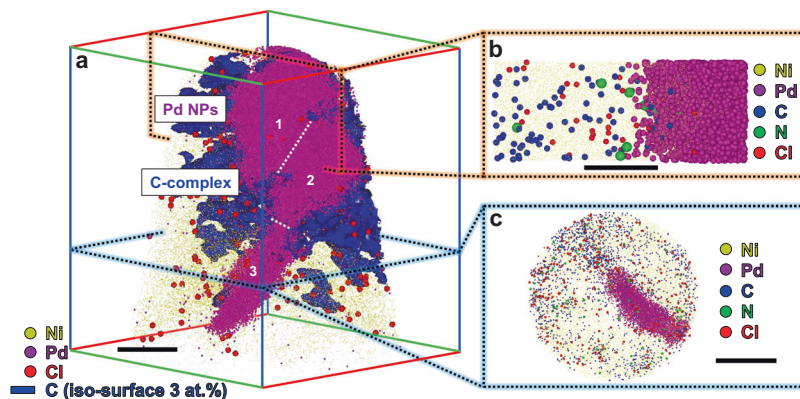 a
Pd NPs
1
C-complex
2
3
Ni
Pd
Cl
C (iso-surface 3 at.%)
b
Ni
Pd
C
N
Cl
c
Ni
Pd
C
N
Cl